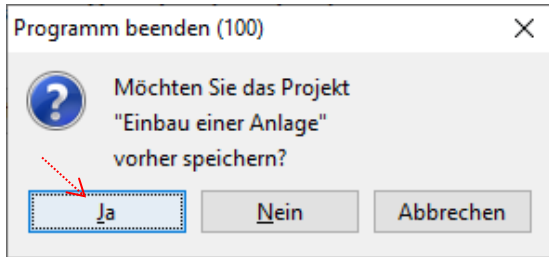 Programm beenden (100)
Möchten Sie das Projekt
"Einbau einer Anlage"
vorher speichern?
Ja
Nein
Abbrechen